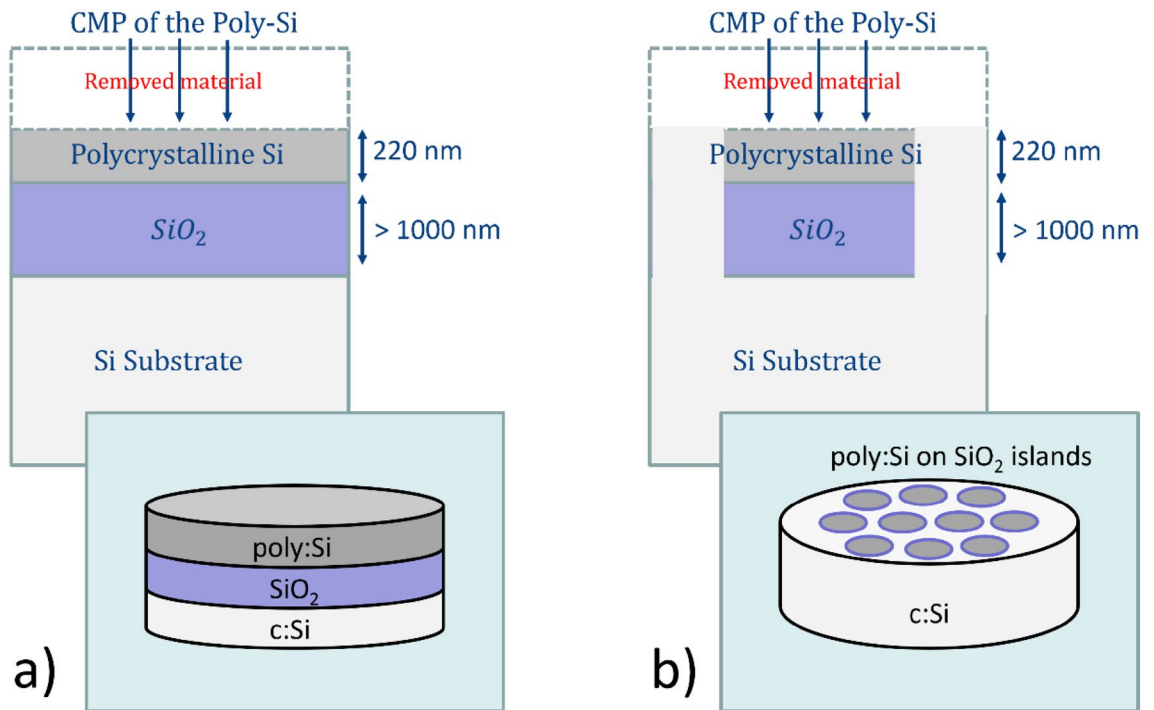 CMP of the Poly-Si
Removed material
Polycrystalline Si
220 nm
SiO₂
> 1000 nm
Si Substrate
poly:Si
SiO₂
c:Si
a)
CMP of the Poly-Si
Removed material
Polycrystalline Si
220 nm
SiO₂
> 1000 nm
Si Substrate
poly:Si on SiO₂ islands
c:Si
b)